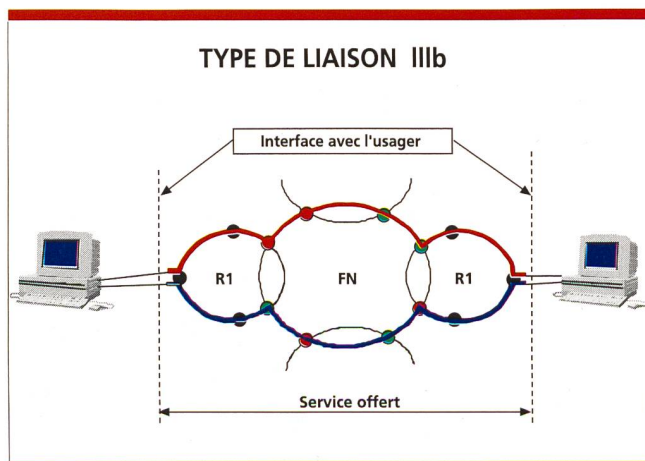 TYPE DE LIAISON IIIb
Interface avec l'usager
R1
FN
R1
Service offert